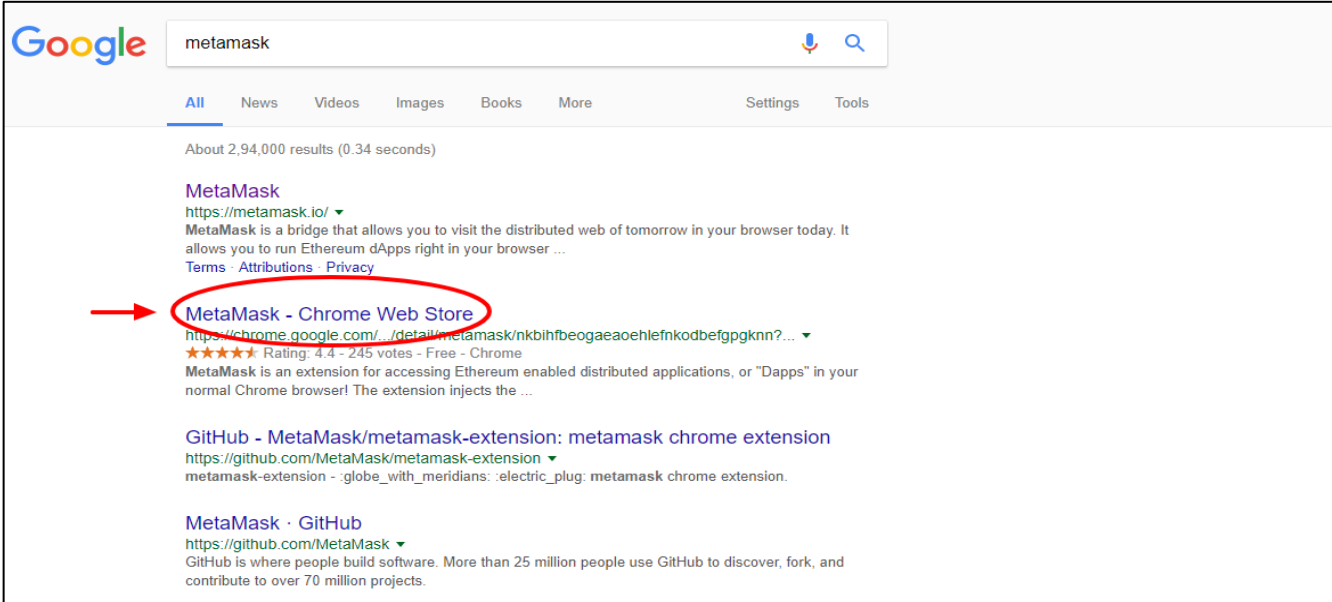 Google
metamask
All News Videos Images Books More Settings Tools
About 2,94,000 results (0.34 seconds)
MetaMask
https://metamask.io/
MetaMask is a bridge that allows you to visit the distributed web of tomorrow in your browser today. It
allows you to run Ethereum dApps right in your browser ...
Terms · Attributions · Privacy
MetaMask - Chrome Web Store
https://chrome.google.com/.../detail/metamask/nkbihfbeogaeaoehlefnkodbefgpgknn?...
Rating: 4.4 - 245 votes - Free - Chrome
MetaMask is an extension for accessing Ethereum enabled distributed applications, or "Dapps" in your
normal Chrome browser! The extension injects the ...
GitHub - MetaMask/metamask-extension: metamask chrome extension
https://github.com/MetaMask/metamask-extension
metamask-extension - :globe_with_meridians: :electric_plug: metamask chrome extension.
MetaMask · GitHub
https://github.com/MetaMask
GitHub is where people build software. More than 25 million people use GitHub to discover, fork, and
contribute to over 70 million projects.